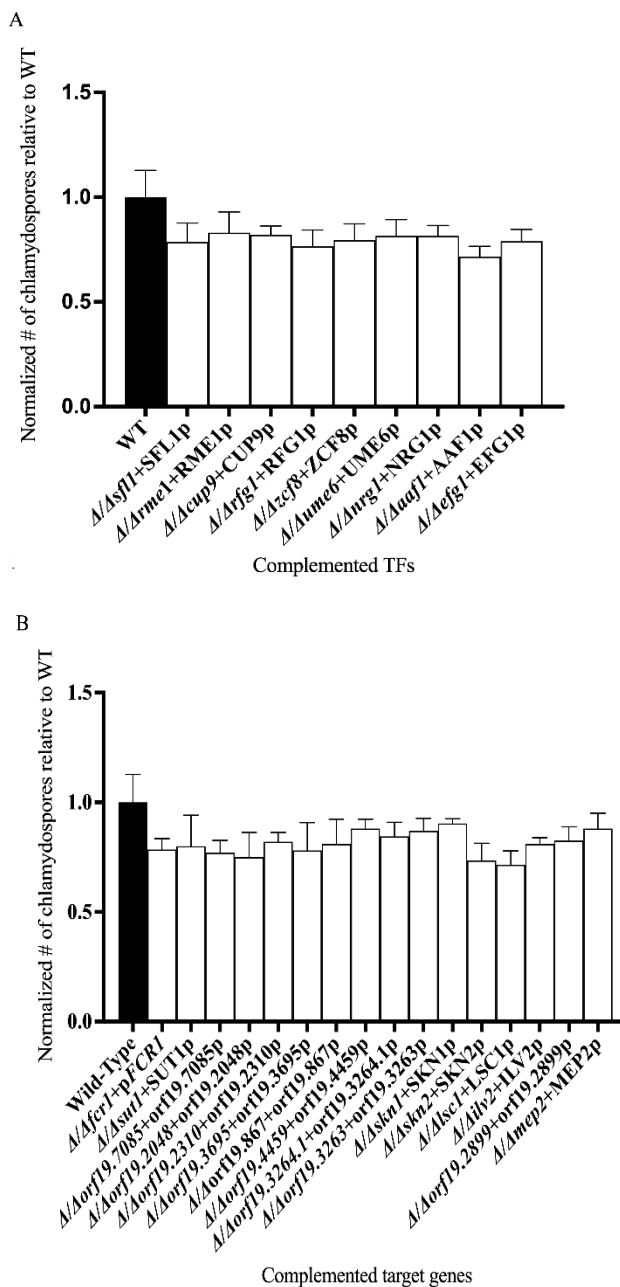 A
Normalized # of chlamydospores relative to WT
1.5
1.0
0.5
0.0
WT
Δ/Δsfl1+SFL1p
Δ/Δrme1+RME1p
Δ/Δcup9+CUP9p
Δ/Δrfg1+RFG1p
Δ/Δzcf8+ZCF8p
Δ/Δume6+UME6p
Δ/Δnrg1+NRG1p
Δ/Δaaf1+AAF1p
Δ/Δefg1+EFG1p
Complemented TFs
B
Normalized # of chlamydospores relative to WT
1.5
1.0
0.5
0.0
Wild-Type
Δ/Δfcr1+pFCR1
Δ/Δsut1+SUT1p
Δ/Δorf19.7085+orf19.7085p
Δ/Δorf19.2048+orf19.2048p
Δ/Δorf19.2310+orf19.2310p
Δ/Δorf19.3695+orf19.3695p
Δ/Δorf19.867+orf19.867p
Δ/Δorf19.4459+orf19.4459p
Δ/Δorf19.3264.1+orf19.3264.1p
Δ/Δorf19.3263+orf19.3263p
Δ/Δskn1+SKN1p
Δ/Δskn2+SKN2p
Δ/Δlsc1+LSC1p
Δ/Δilv2+ILV2p
Δ/Δorf19.2899+orf19.2899p
Δ/Δmep2+MEP2p
Complemented target genes